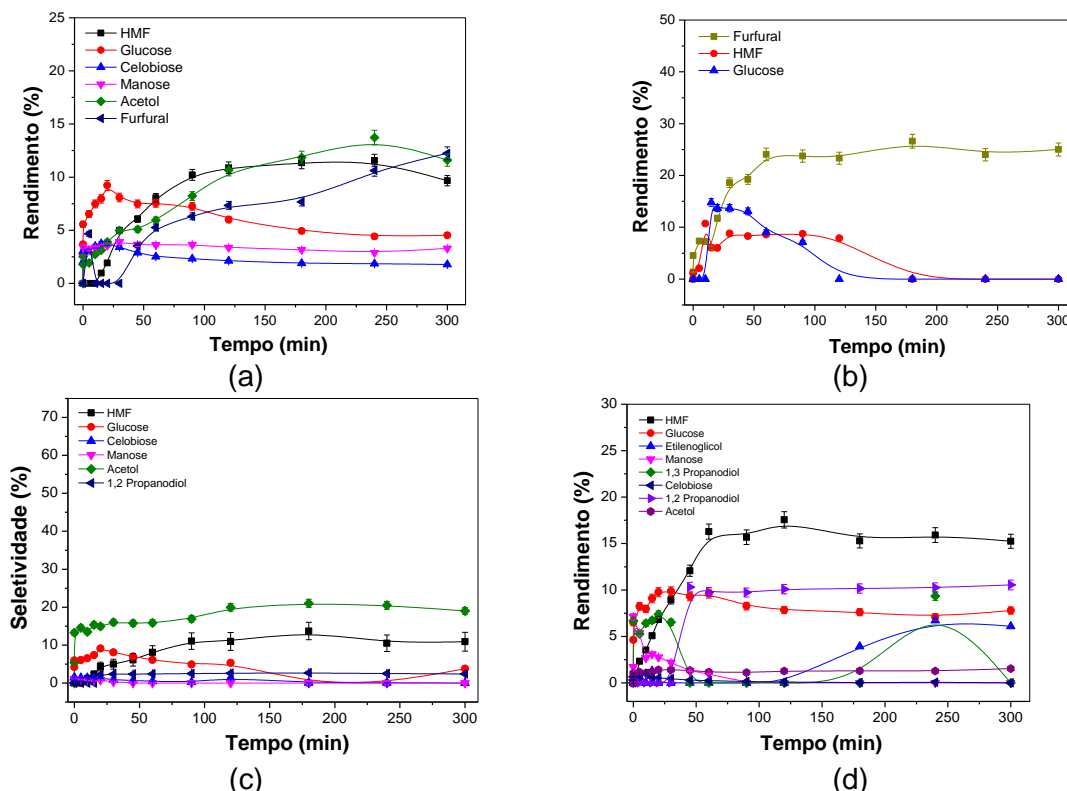 25
20
15
10
5
0
Rendimento (%)
HMF
Glucose
Celobiose
Manose
Acetol
Furfural
0 50 100 150 200 250 300
Tempo (min)
(a)
50
40
30
20
10
0
Rendimento (%)
Furfural
HMF
Glucose
0 50 100 150 200 250 300
Tempo (min)
(b)
70
60
50
40
30
20
10
0
Seletividade (%)
HMF
Glucose
Celobiose
Manose
Acetol
1,2 Propanodiol
0 50 100 150 200 250 300
Tempo (min)
(c)
30
25
20
15
10
5
0
Rendimento (%)
HMF
Glucose
Etilenoglicol
Manose
1,3 Propanodiol
Celobiose
1,2 Propanodiol
Acetol
0 50 100 150 200 250 300
Tempo (min)
(d)